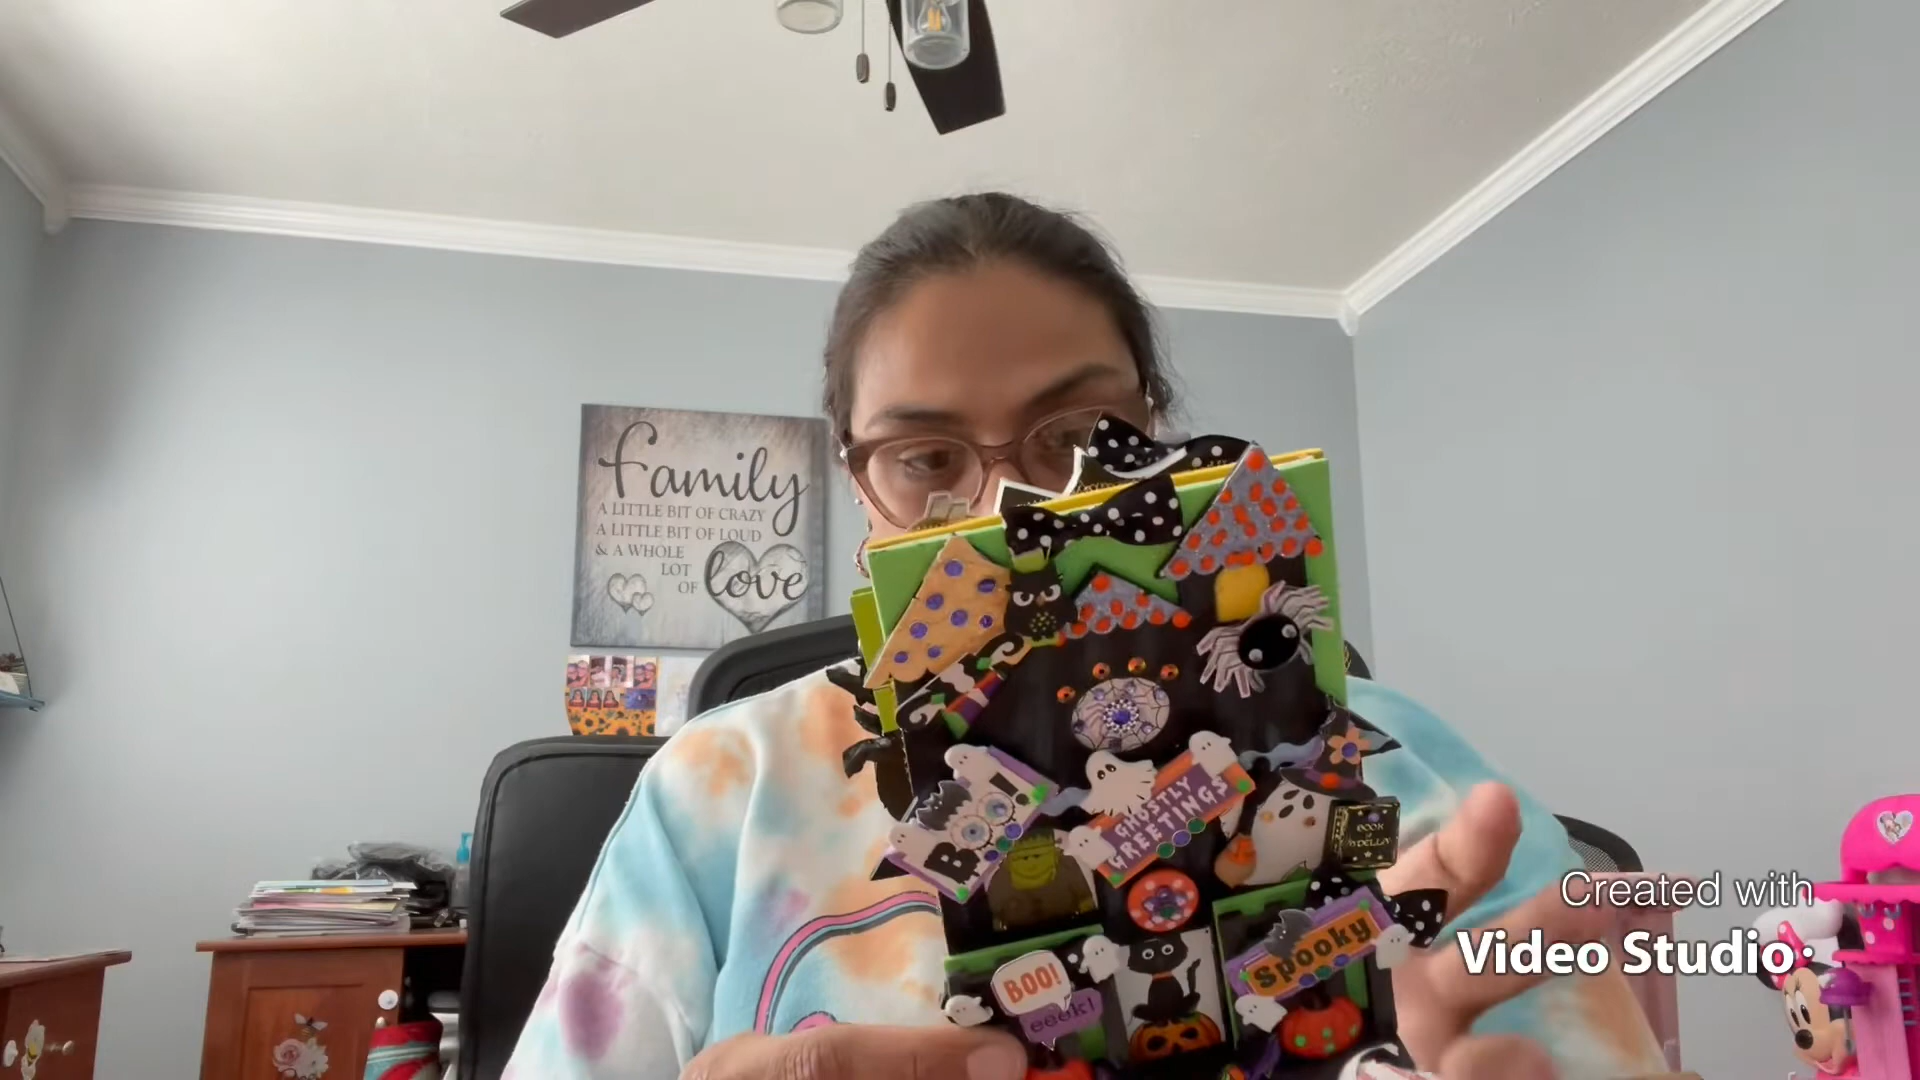 family
A LITTLE BIT OF CRAZY
A LITTLE BIT OF LOUD
& A WHOLE
LOT
OF love
GHOSTLY
GREETINGS
BOO!
BOOK
Spooky
BOO!
eeek!
Created with
Video Studio